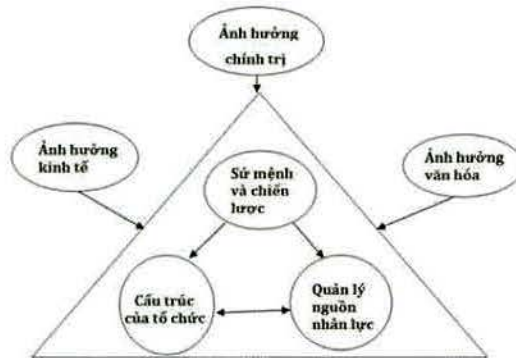 Ảnh hưởng
chính trị
Ảnh hưởng
kinh tế
Ảnh hưởng
văn hóa
Sứ mệnh
và chiến
lược
Cấu trúc
của tổ chức
Quản lý
nguồn
nhân lực